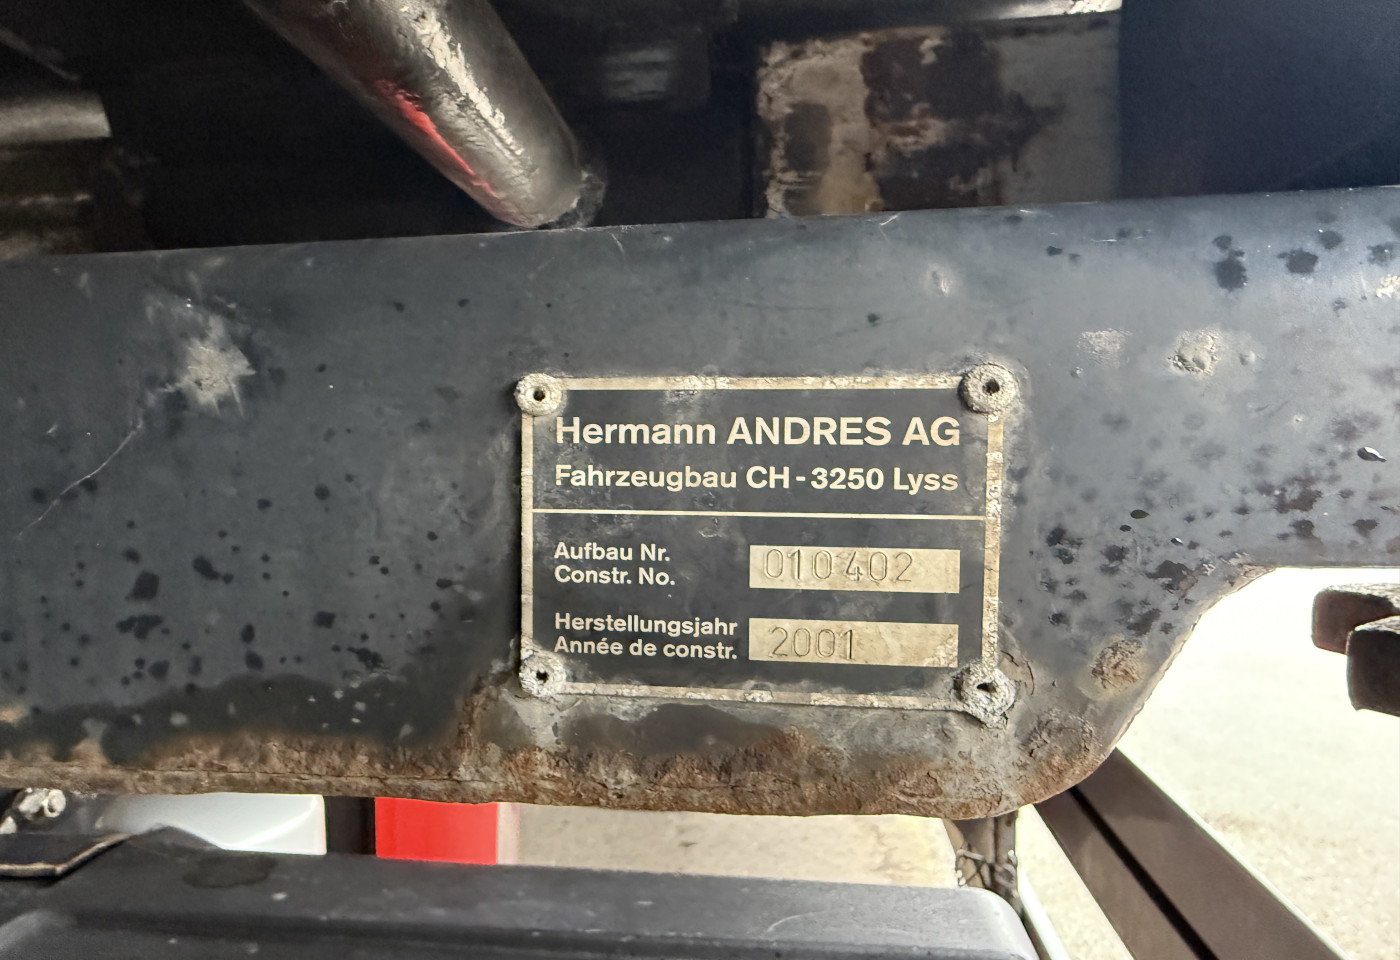 Hermann ANDRES AG
Fahrzeugbau CH-3250 Lyss
Aufbau Nr.
Constr. No.
010402
Herstellungsjahr
Année de constr.
2001